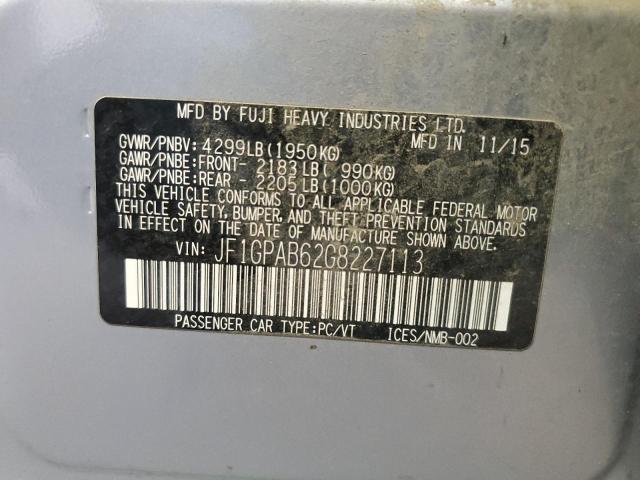 MFD BY FUJI HEAVY INDUSTRIES LTD.
GVWR/PNBV: 4299LB(1950KG) MFD IN 11/15
GAWR/PNBE:FRONT- 2183LB( 990KG)
GAWR/PNBE:REAR - 2205LB(1000KG)
THIS VEHICLE CONFORMS TO ALL APPLICABLE FEDERAL MOTOR
VEHICLE SAFETY, BUMPER, AND THEFT PREVENTION STANDARDS
IN EFFECT ON THE DATE OF MANUFACTURE SHOWN ABOVE.
VIN: JF1GPAB62G8227113
PASSENGER CAR TYPE:PC/VT ICES/NMB-002